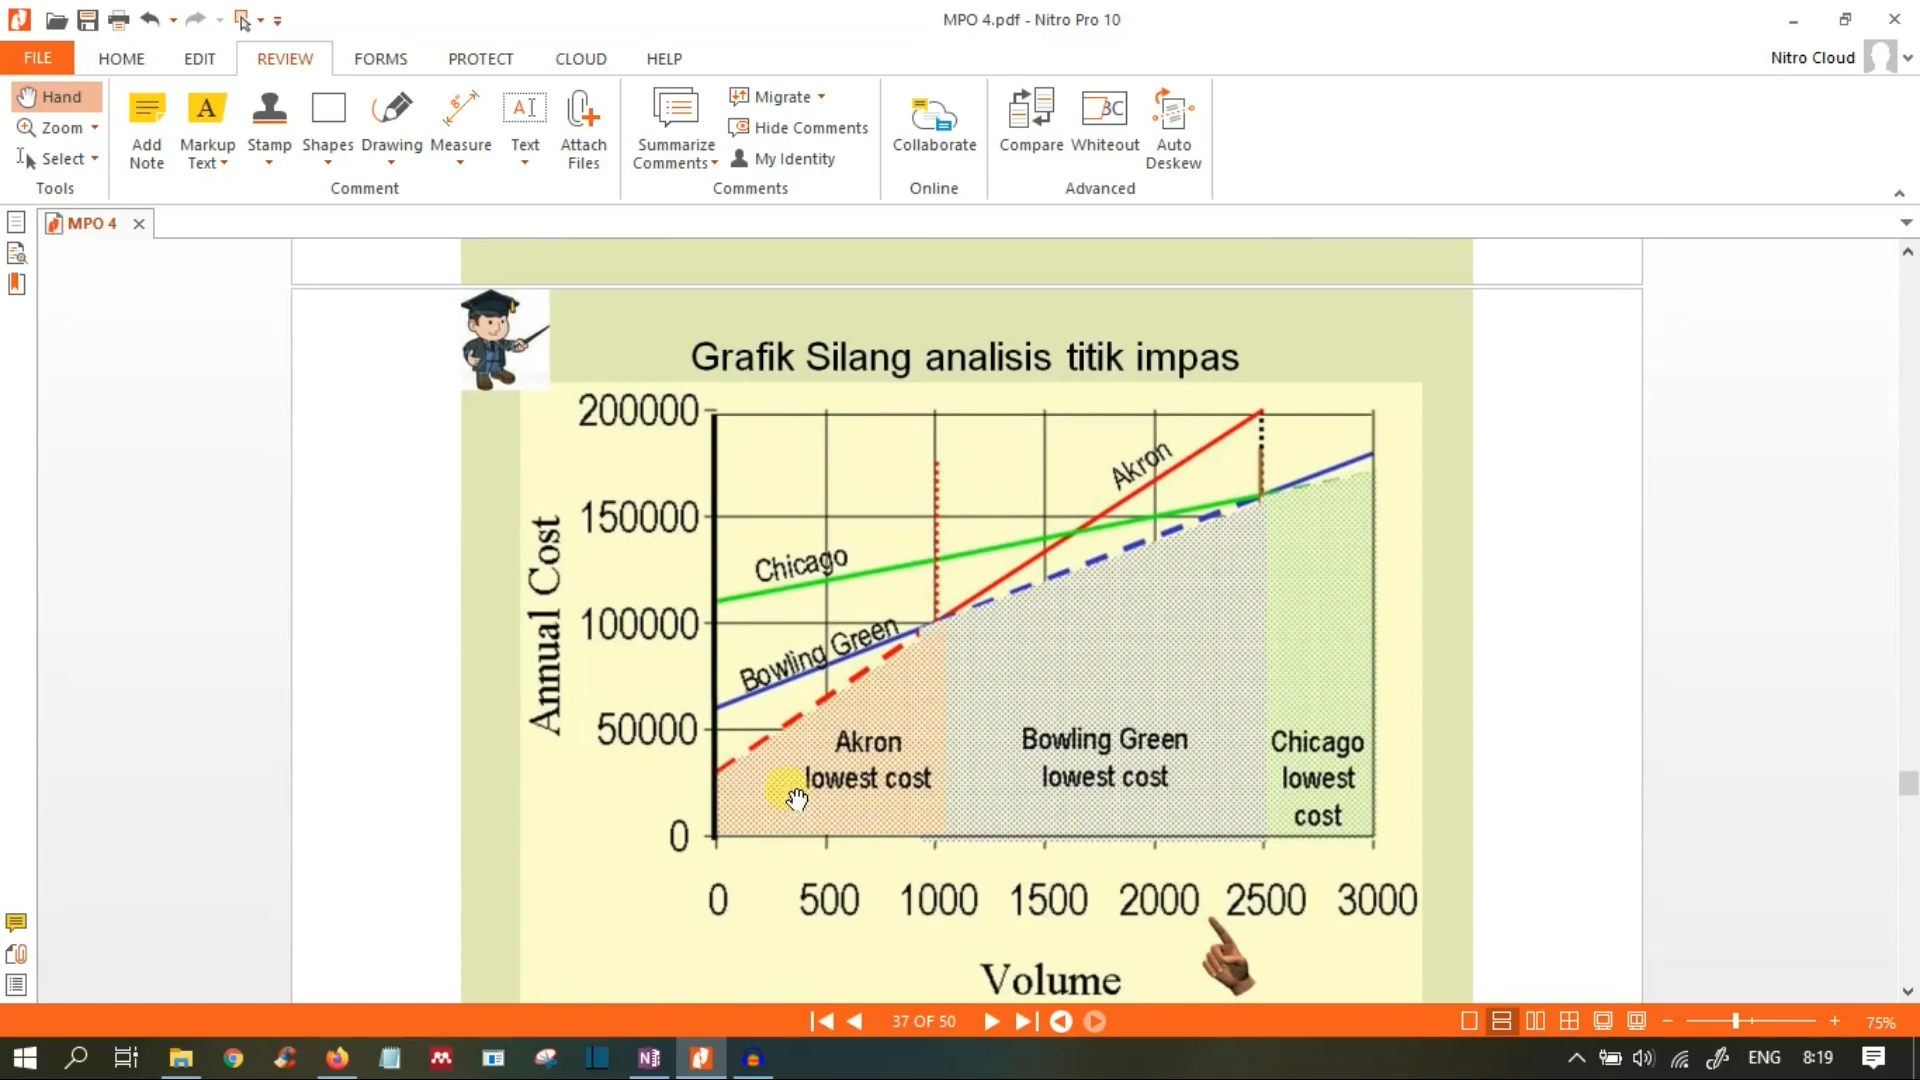 MPO 4.pdf - Nitro Pro 10
FILE
HOME
EDIT
REVIEW
FORMS
PROTECT
CLOUD
HELP
Nitro Cloud
Hand
Zoom
Select
Tools
Add
Note
Markup
Text
Stamp
Shapes
Drawing
Measure
Text
Attach
Files
Comment
Summarize
Comments
Migrate
Hide Comments
My Identity
Comments
Collaborate
Online
Compare
Whiteout
Auto
Deskew
Advanced
MPO 4
Grafik Silang analisis titik impas
200000
150000
100000
50000
0
Annual Cost
Chicago
Bowling Green
Akron
Akron
lowest cost
Bowling Green
lowest cost
Chicago
lowest
cost
0 500 1000 1500 2000 2500 3000
Volume
37 OF 50
75%
ENG
8:19